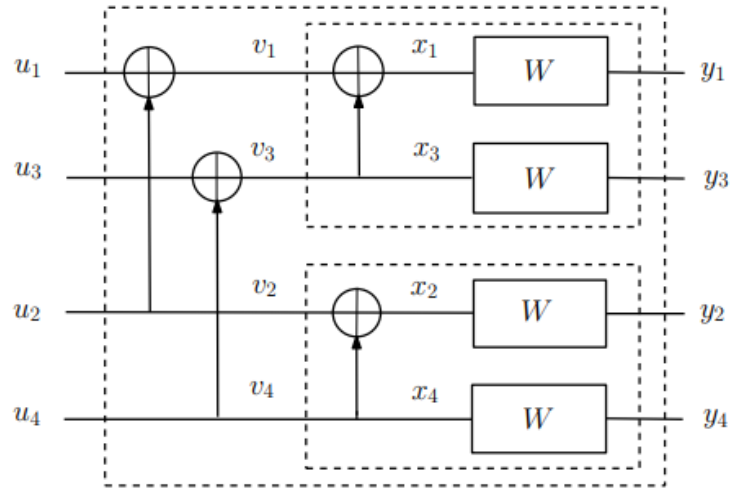 u₁ v₁ x₁ W y₁
u₃ v₃ x₃ W y₃
u₂ v₂ x₂ W y₂
u₄ v₄ x₄ W y₄